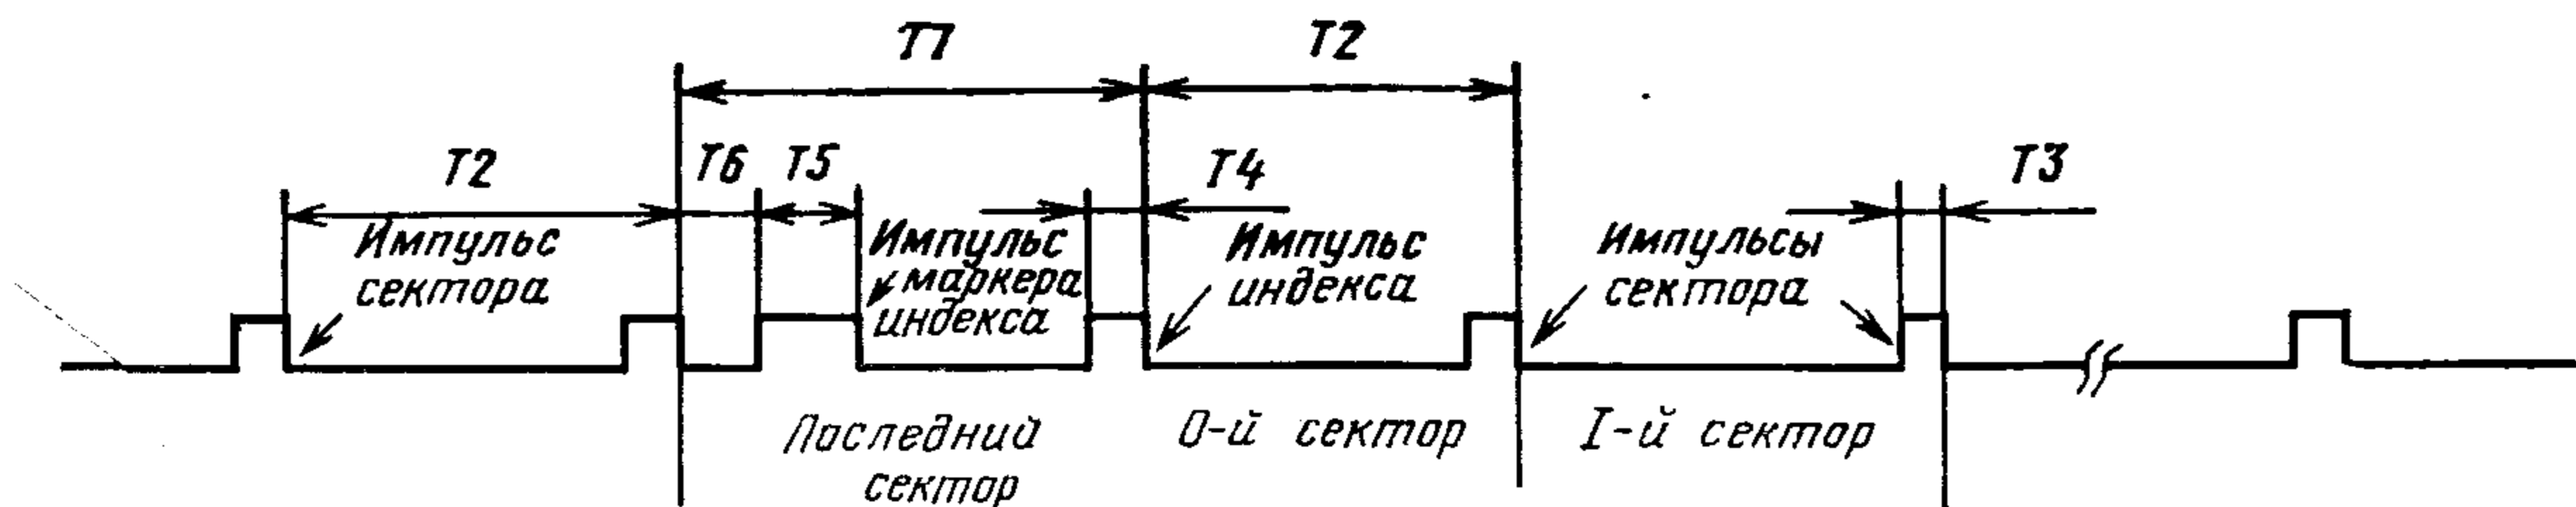 T7
T2
T2
T6
T5
T4
T3
Импульс
сектора
Импульс
маркера
индекса
Импульс
индекса
Импульсы
сектора
Последний
сектор
0-й сектор
I-й сектор